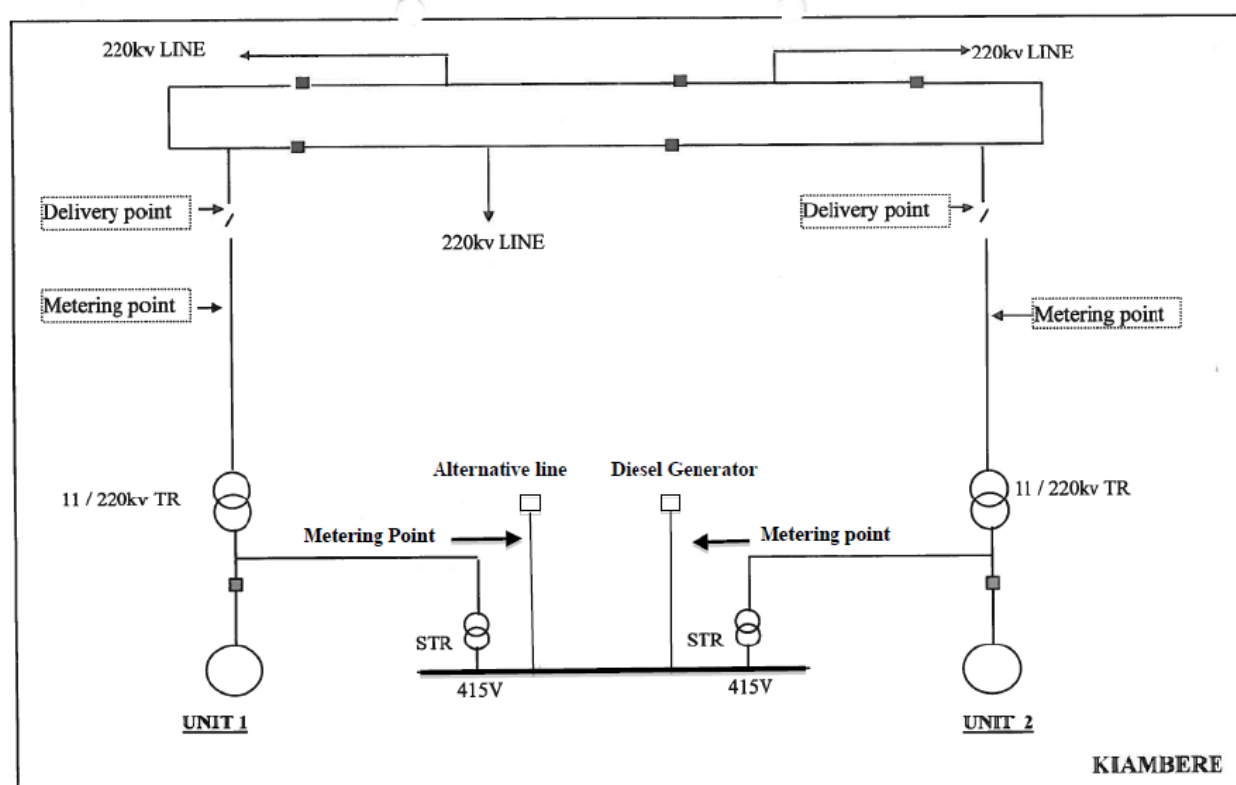 220kv LINE
220kv LINE
Delivery point
Delivery point
220kv LINE
Metering point
Metering point
Alternative line
Diesel Generator
11 / 220kv TR
11 / 220kv TR
Metering Point
Metering point
STR
STR
415V
415V
UNIT 1
UNIT 2
KIAMBERE